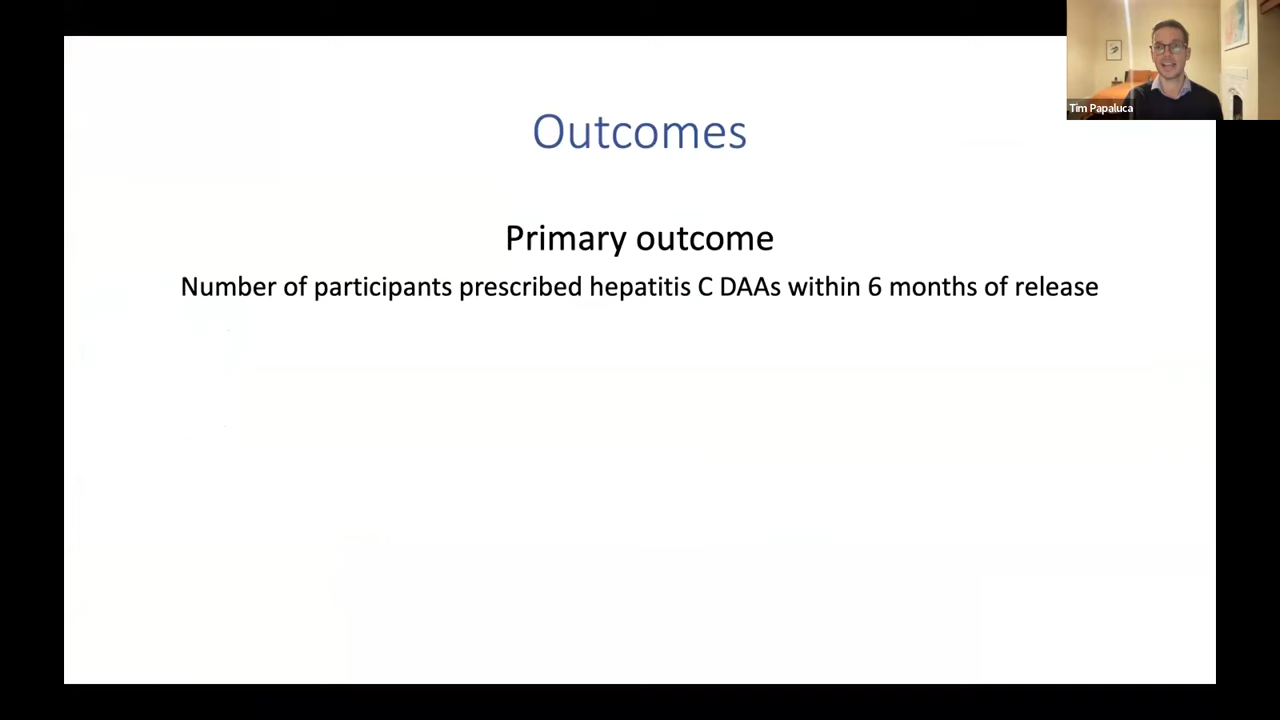 Tim Papaluca
Outcomes
Primary outcome
Number of participants prescribed hepatitis C DAAs within 6 months of release